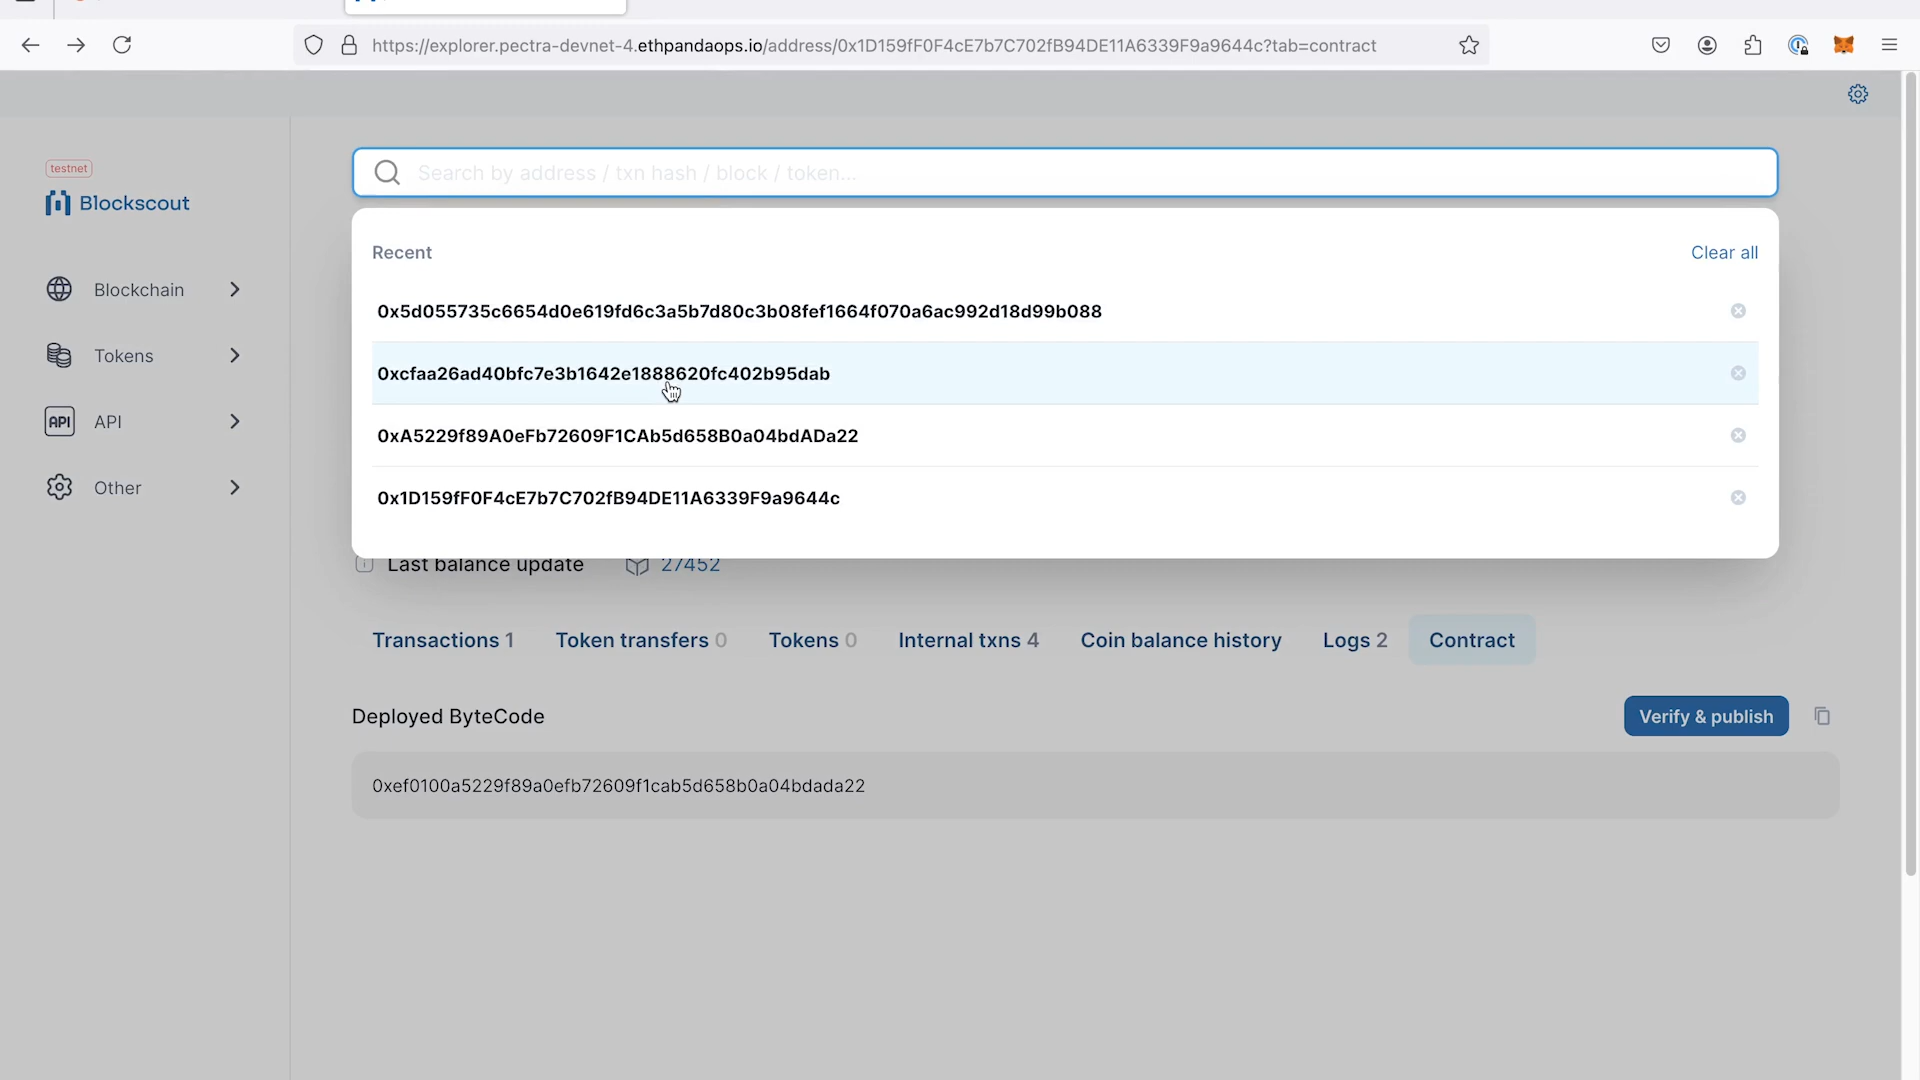 https://explorer.pectra-devnet-4.ethpandaops.io/address/0x1D159fF0F4cE7b7C702fB94DE11A6339F9a9644c?tab=contract
testnet
Blockscout
Search by address / txn hash / block / token...
Recent
Clear all
0x5d055735c6654d0e619fd6c3a5b7d80c3b08fef1664f070a6ac992d18d99b088
0xcfaa26ad40bfc7e3b1642e1888620fc402b95dab
0xA5229f89A0eFb72609F1CAb5d658B0a04bdADa22
0x1D159fF0F4cE7b7C702fB94DE11A6339F9a9644c
Blockchain
Tokens
API API
Other
Last balance update 27452
Transactions 1 Token transfers 0 Tokens 0 Internal txns 4 Coin balance history Logs 2 Contract
Deployed ByteCode
Verify & publish
0xef0100a5229f89a0efb72609f1cab5d658b0a04bdada22